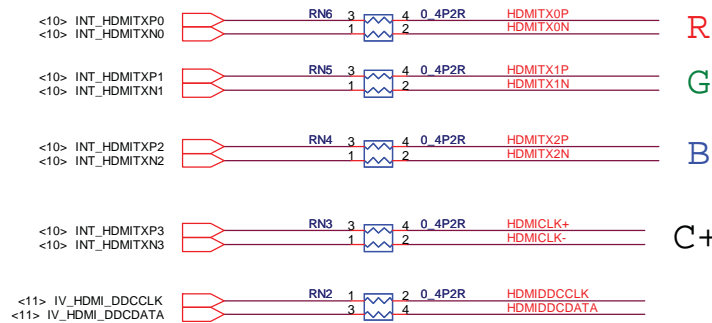 <10> INT_HDMITXP0 RN6 3 4 0_4P2R HDMITX0P
<10> INT_HDMITXN0 1 2 HDMITX0N R
<10> INT_HDMITXP1 RN5 3 4 0_4P2R HDMITX1P
<10> INT_HDMITXN1 1 2 HDMITX1N G
<10> INT_HDMITXP2 RN4 3 4 0_4P2R HDMITX2P
<10> INT_HDMITXN2 1 2 HDMITX2N B
<10> INT_HDMITXP3 RN3 3 4 0_4P2R HDMICLK+
<10> INT_HDMITXN3 1 2 HDMICLK- C+
<11> IV_HDMI_DDCCLK RN2 1 2 0_4P2R HDMIDDCCLK
<11> IV_HDMI_DDCDATA 3 4 HDMIDDCDATA